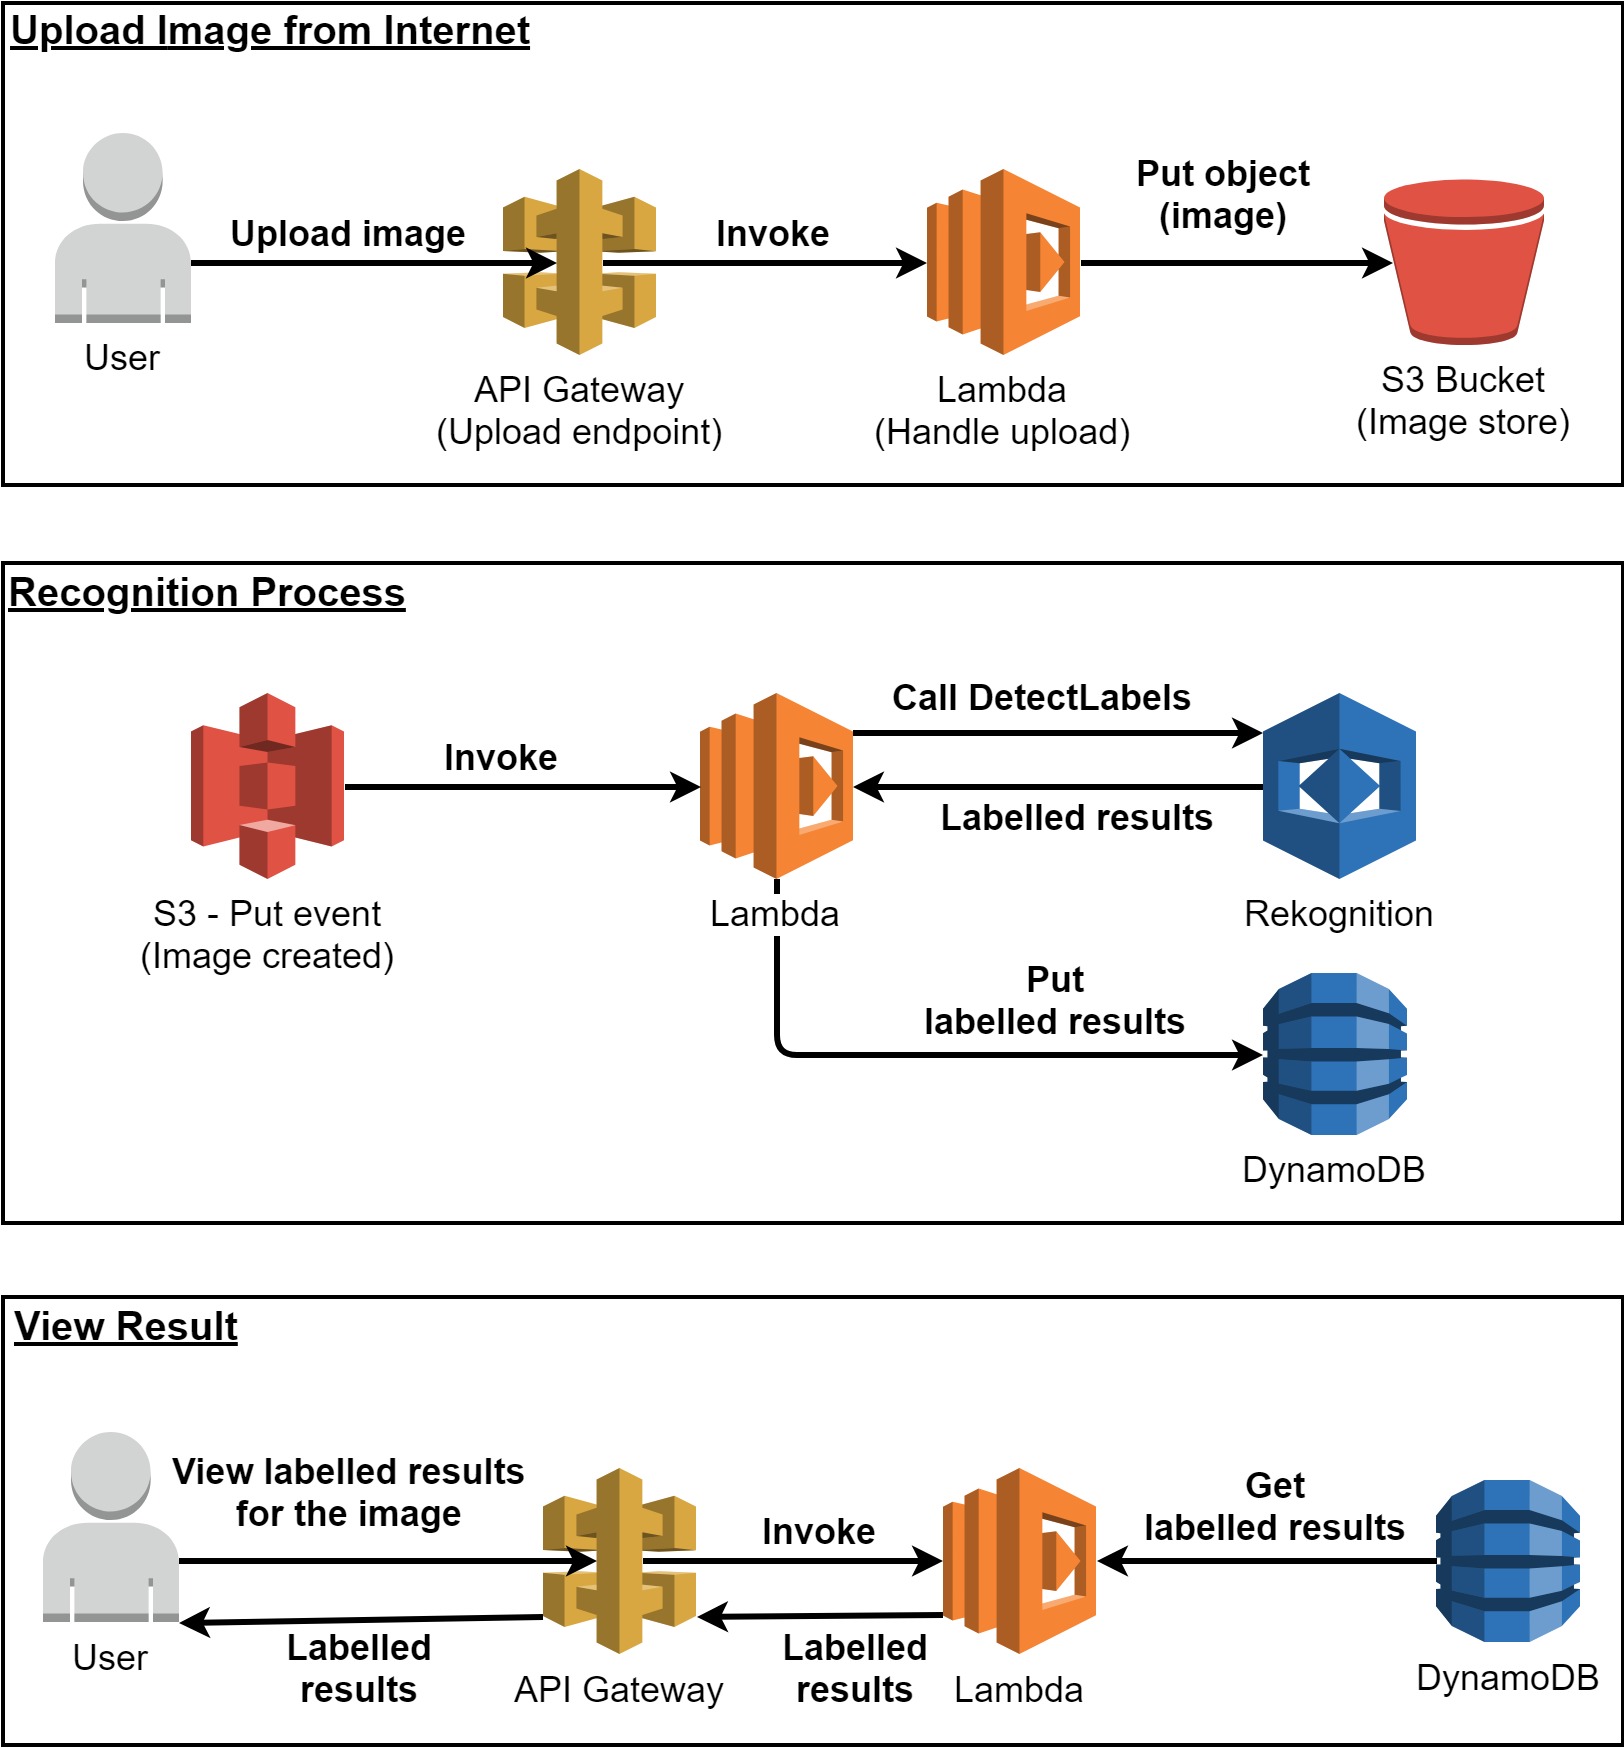 Upload Image from Internet
Upload image
Invoke
Put object
(image)
User
API Gateway
(Upload endpoint)
Lambda
(Handle upload)
S3 Bucket
(Image store)
Recognition Process
Invoke
Call DetectLabels
Labelled results
S3 - Put event
(Image created)
Lambda
Rekognition
Put
labelled results
DynamoDB
View Result
View labelled results
for the image
Invoke
Get
labelled results
Labelled
results
Labelled
results
User
API Gateway
Lambda
DynamoDB